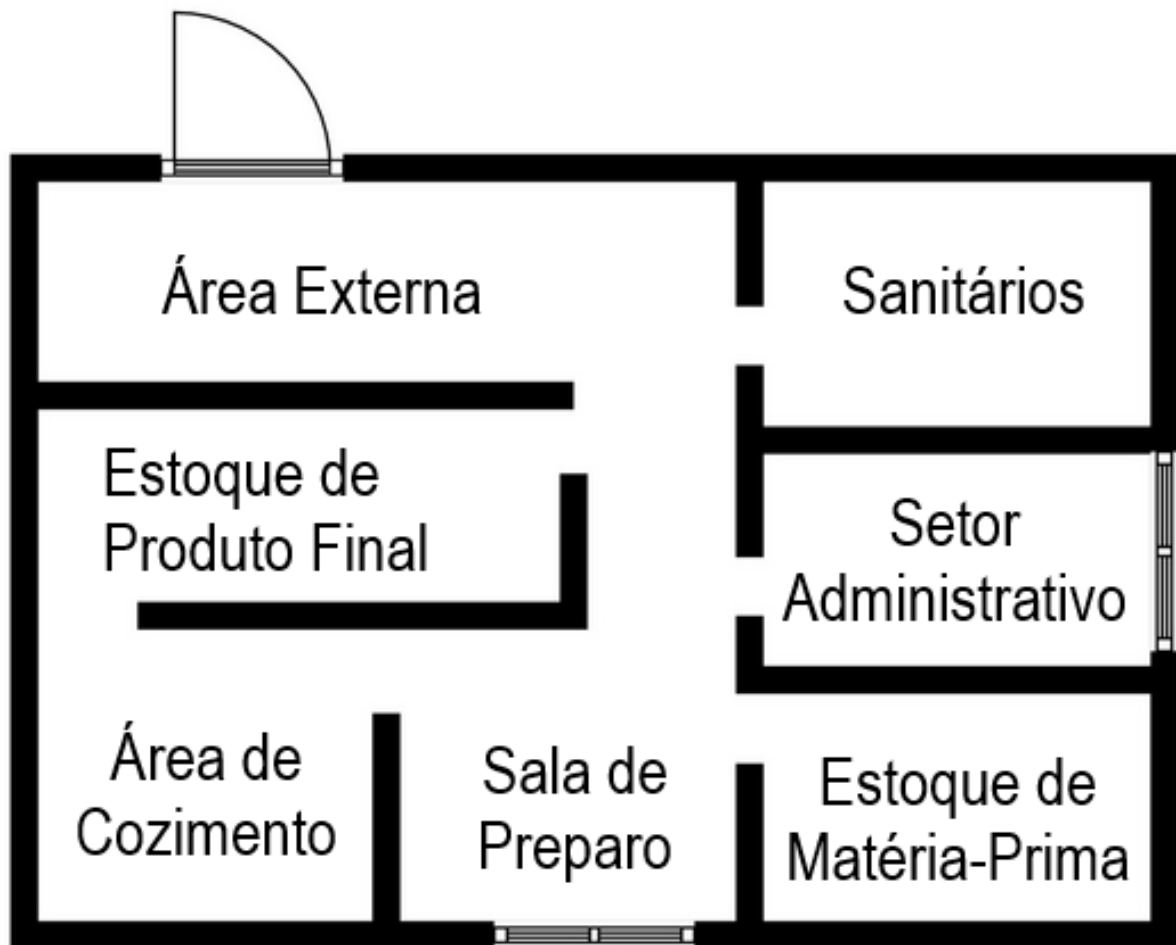 Área Externa
Sanitários
Estoque de
Produto Final
Setor
Administrativo
Área de
Cozimento
Sala de
Preparo
Estoque de
Matéria-Prima